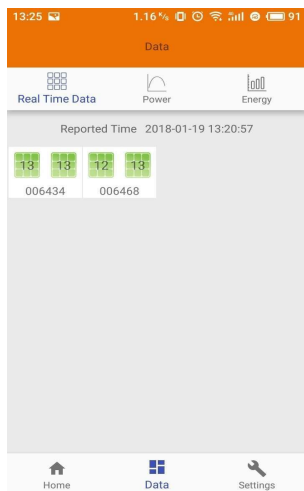 13:25 1.16 K/s 91
Data
Real Time Data Power Energy
Reported Time 2018-01-19 13:20:57
13 13 12 13
006434 006468
Home Data Settings